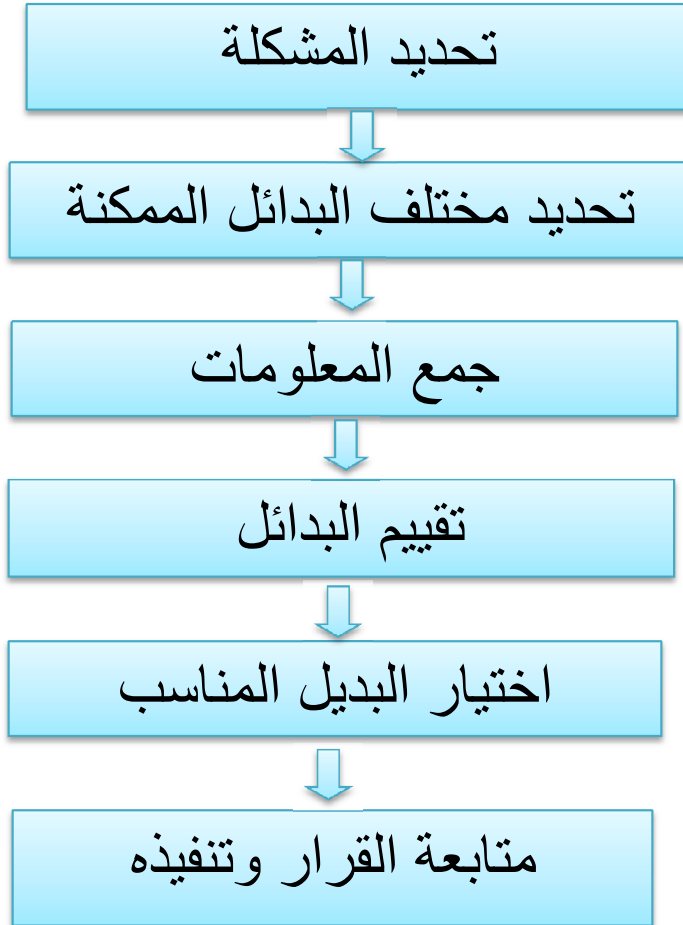 تحديد المشكلة
تحديد مختلف البدائل الممكنة
جمع المعلومات
تقييم البدائل
اختيار البديل المناسب
متابعة القرار وتنفيذه